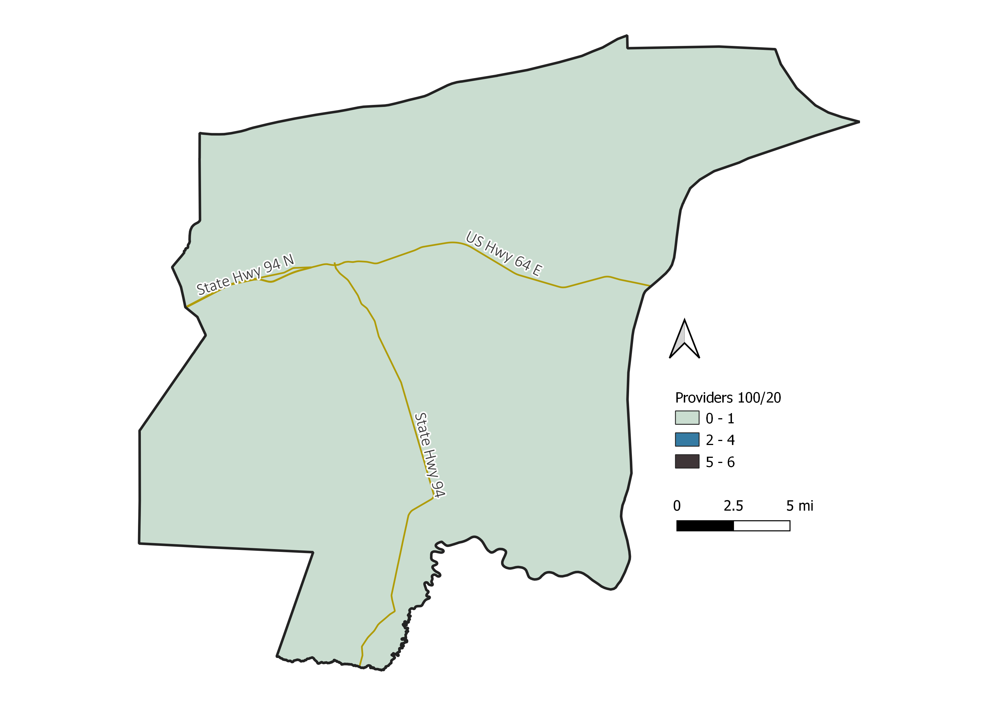 US Hwy 64 E
State Hwy 94 N
State Hwy 94
Providers 100/20
0 - 1
2 - 4
5 - 6
0 2.5 5 mi